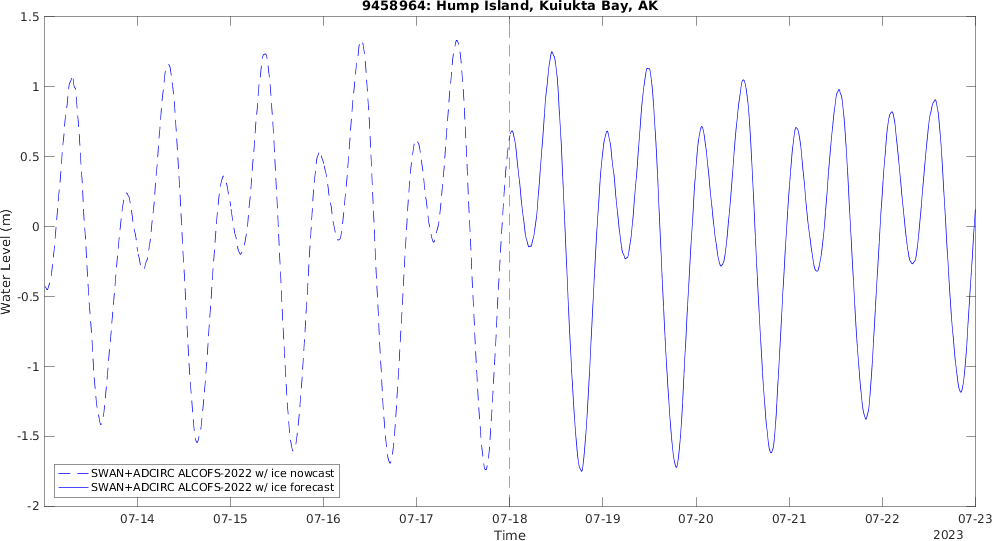 9458964: Hump Island, Kuiukta Bay, AK
1.5
1
0.5
0
-0.5
-1
-1.5
-2
Water Level (m)
SWAN+ADCIRC ALCOFS-2022 w/ ice nowcast
SWAN+ADCIRC ALCOFS-2022 w/ ice forecast
07-14 07-15 07-16 07-17 07-18 07-19 07-20 07-21 07-22 07-23
Time
2023